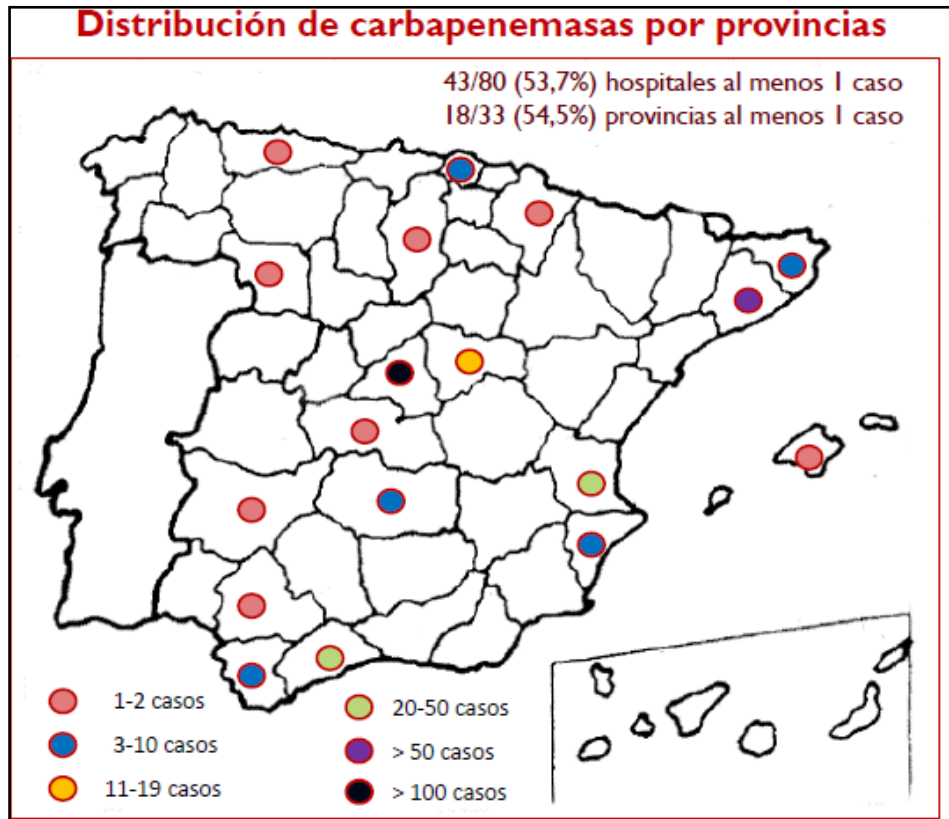 Distribución de carbapenemasas por provincias
43/80 (53,7%) hospitales al menos 1 caso
18/33 (54,5%) provincias al menos 1 caso
1-2 casos
3-10 casos
11-19 casos
20-50 casos
> 50 casos
> 100 casos